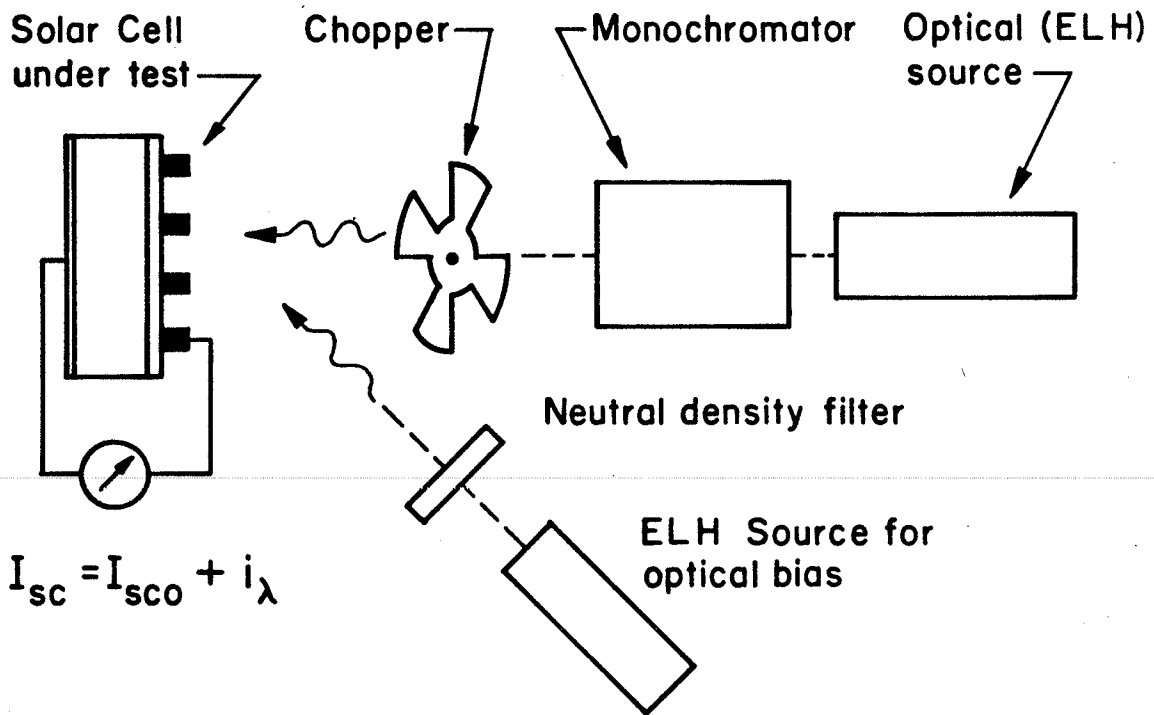 Solar Cell
under test
Chopper
Monochromator
Optical (ELH)
source
Neutral density filter
ELH Source for
optical bias
I_sc = I_sco + i_λ